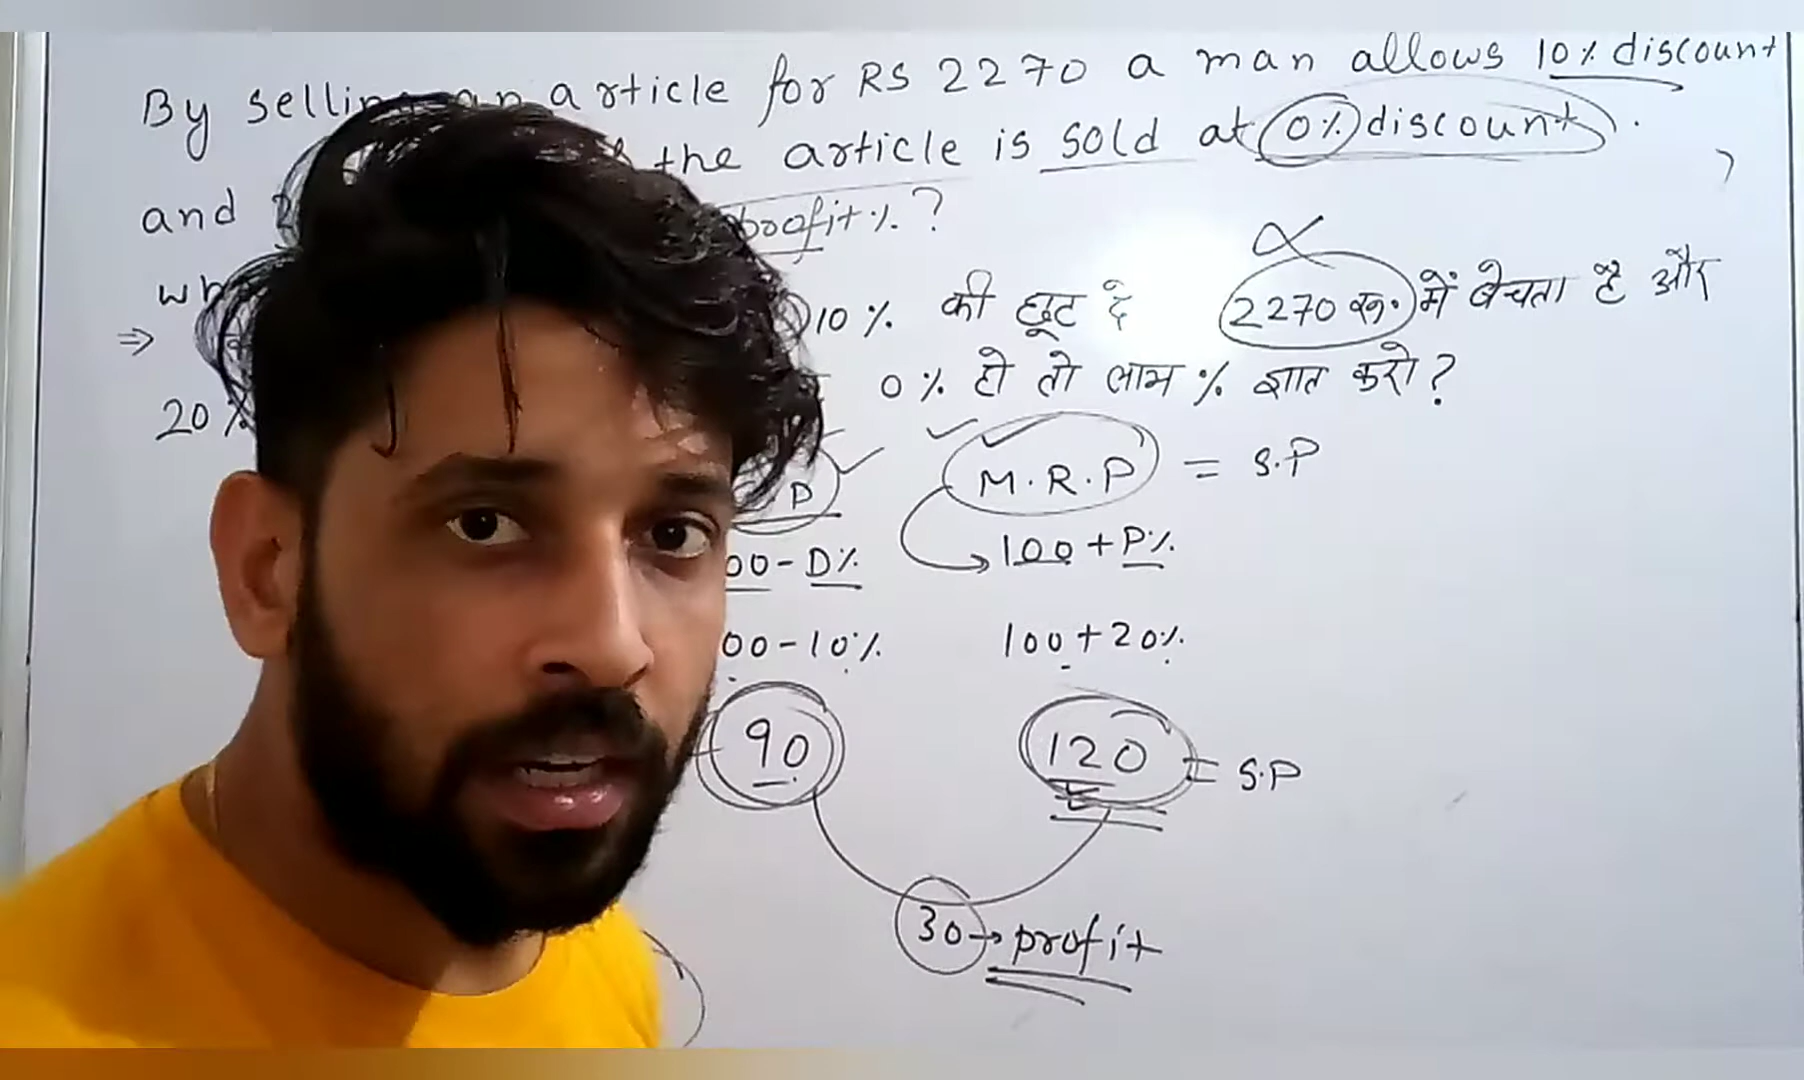 By selling an article for RS 2270 a man allows 10% discount
and the article is sold at 0% discount.
profit% ?
⇒ 10% की छूट दे 2270 रू. में बेचता है और
20% 0% हो तो लाभ % ज्ञात करो?
P M.R.P = S.P
00-D% 100+P%
00-10% 100+20%
90 120 = S.P
30→profit